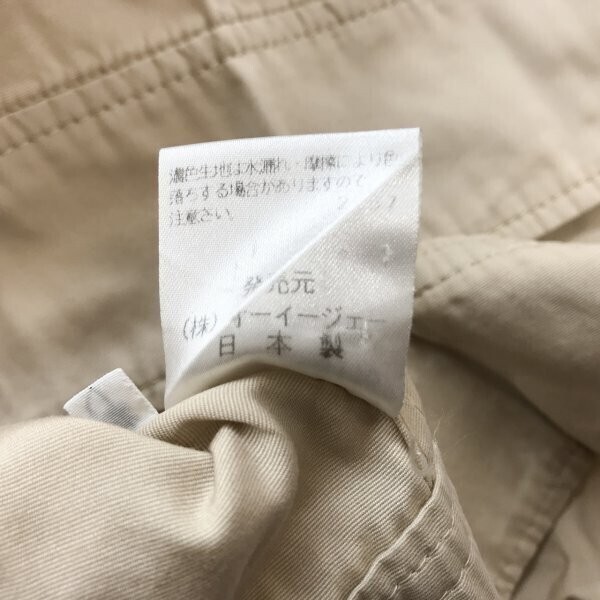 濃色生地は水濡れ・摩擦により色
落ちする場合がありますので
注意さい
発売元
(株)イーイージェー
日本製